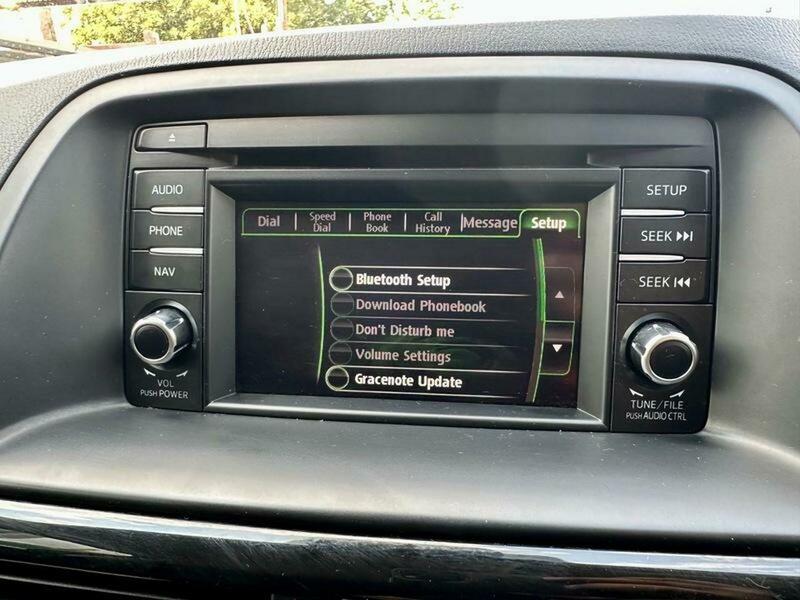 AUDIO
PHONE
NAV
VOL
PUSH POWER
Dial
Speed
Dial
Phone
Book
Call
History
Message
Setup
Bluetooth Setup
Download Phonebook
Don't Disturb me
Volume Settings
Gracenote Update
SETUP
SEEK
SEEK
TUNE/FILE
PUSH AUDIO CTRL